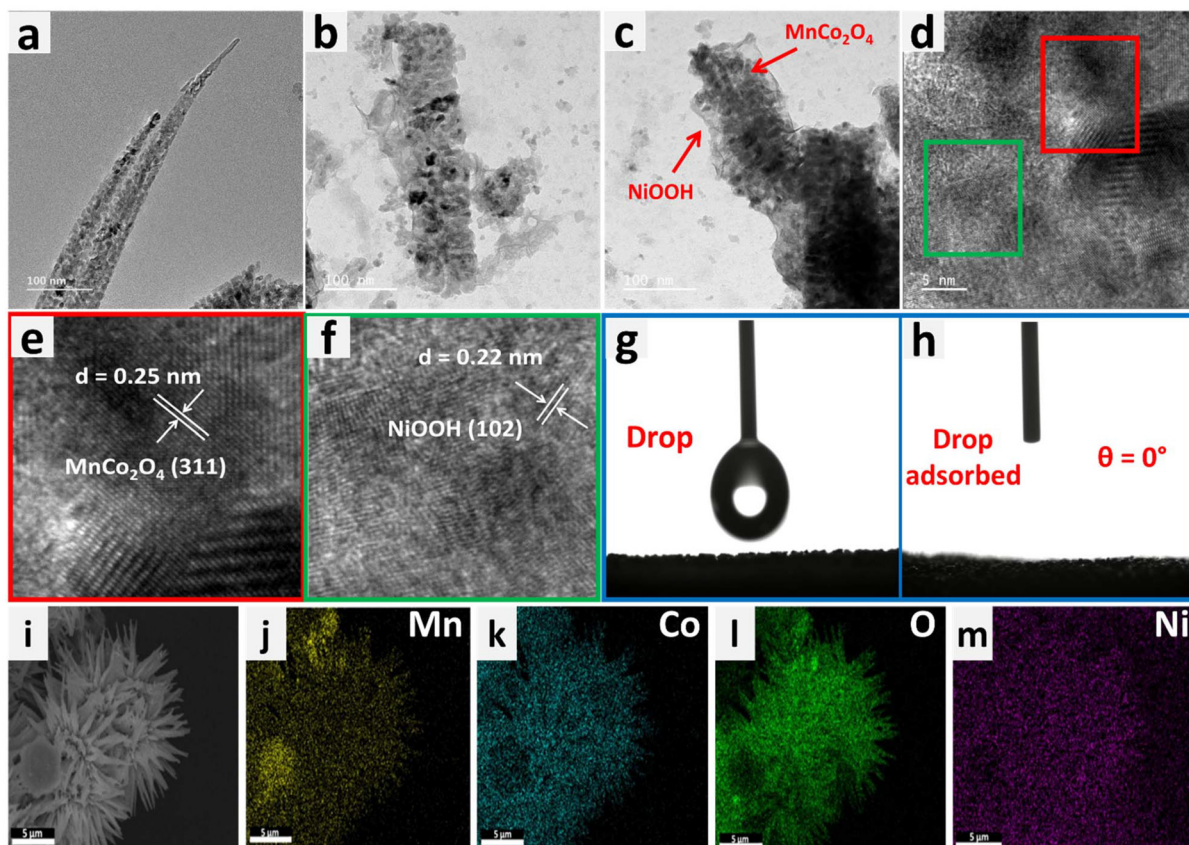 a
100 nm
b
100 nm
c
MnCo₂O₄
NiOOH
100 nm
d
5 nm
e
d = 0.25 nm
MnCo₂O₄ (311)
f
d = 0.22 nm
NiOOH (102)
g
Drop
h
Drop
adsorbed
θ = 0°
i
5 μm
j
Mn
5 μm
k
Co
5 μm
l
O
5 μm
m
Ni
5 μm